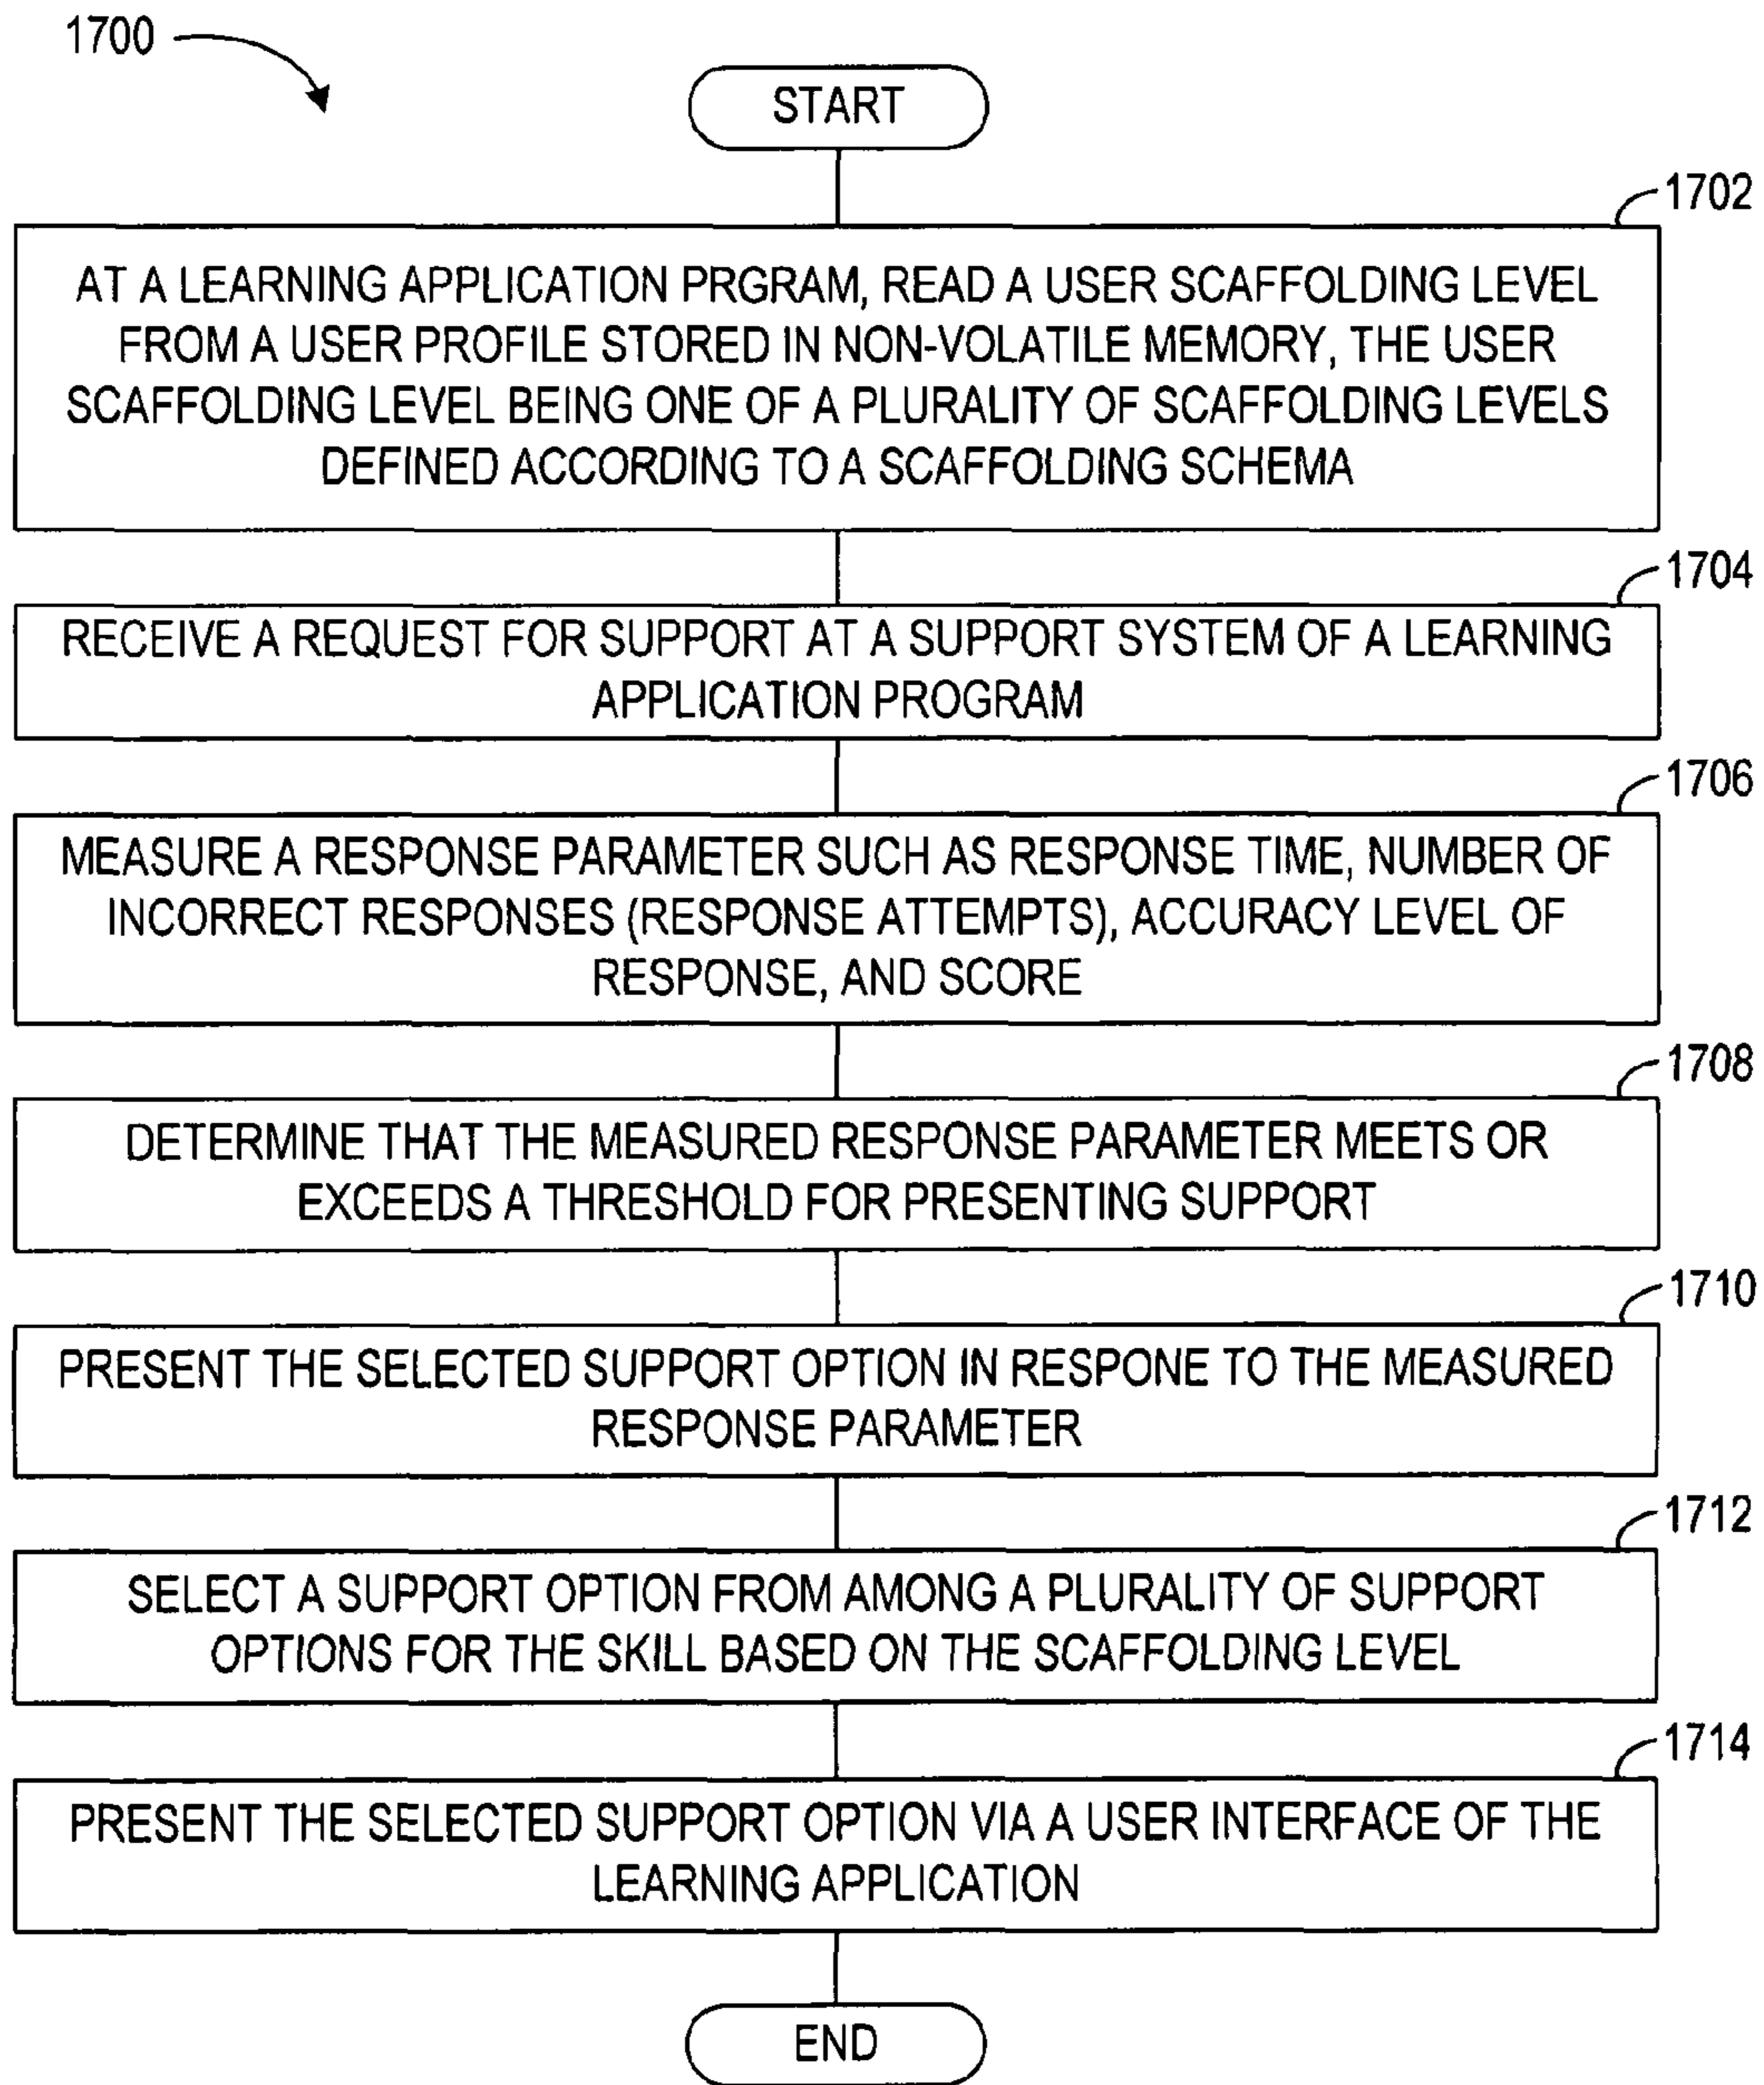 1700
START
1702
AT A LEARNING APPLICATION PRGRAM, READ A USER SCAFFOLDING LEVEL
FROM A USER PROFILE STORED IN NON-VOLATILE MEMORY, THE USER
SCAFFOLDING LEVEL BEING ONE OF A PLURALITY OF SCAFFOLDING LEVELS
DEFINED ACCORDING TO A SCAFFOLDING SCHEMA
1704
RECEIVE A REQUEST FOR SUPPORT AT A SUPPORT SYSTEM OF A LEARNING
APPLICATION PROGRAM
1706
MEASURE A RESPONSE PARAMETER SUCH AS RESPONSE TIME, NUMBER OF
INCORRECT RESPONSES (RESPONSE ATTEMPTS), ACCURACY LEVEL OF
RESPONSE, AND SCORE
1708
DETERMINE THAT THE MEASURED RESPONSE PARAMETER MEETS OR
EXCEEDS A THRESHOLD FOR PRESENTING SUPPORT
1710
PRESENT THE SELECTED SUPPORT OPTION IN RESPONE TO THE MEASURED
RESPONSE PARAMETER
1712
SELECT A SUPPORT OPTION FROM AMONG A PLURALITY OF SUPPORT
OPTIONS FOR THE SKILL BASED ON THE SCAFFOLDING LEVEL
1714
PRESENT THE SELECTED SUPPORT OPTION VIA A USER INTERFACE OF THE
LEARNING APPLICATION
END